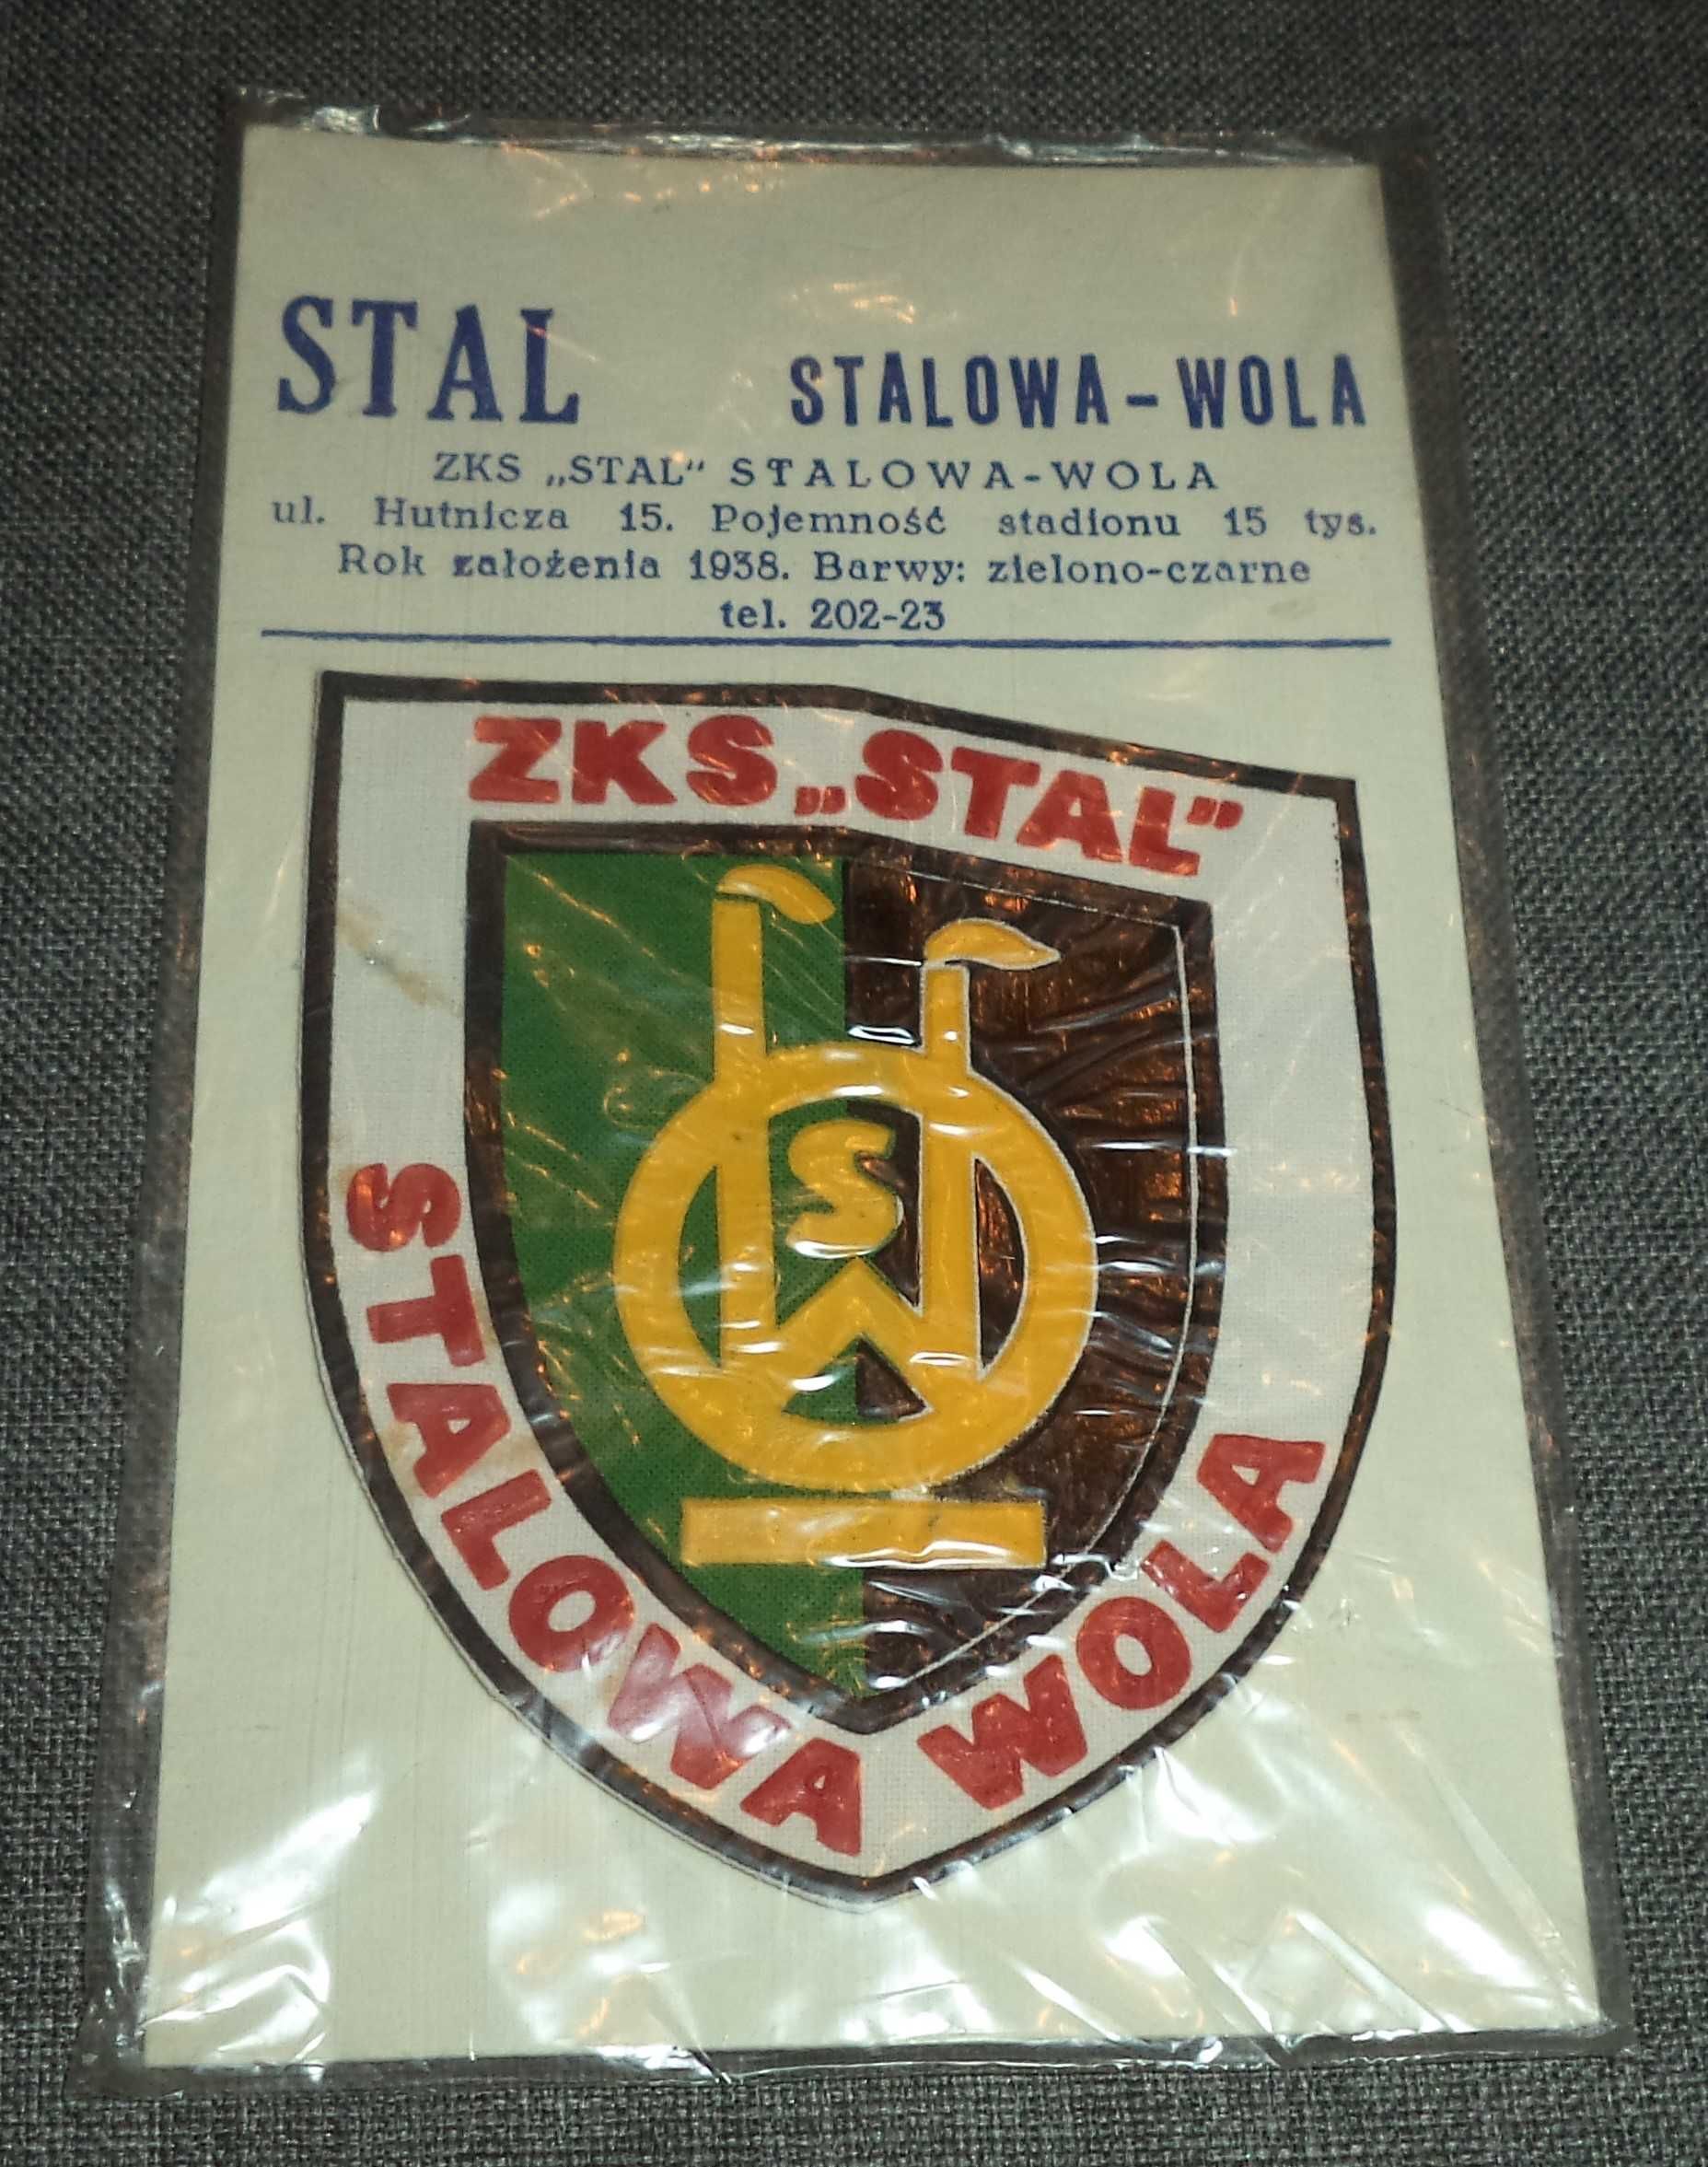 STAL STALOWA-WOLA
ZKS „STAL" STALOWA-WOLA
ul. Hutnicza 15. Pojemność stadionu 15 tys.
Rok założenia 1938. Barwy: zielono-czarne
tel. 202-23
ZKS „STAL"
S
W
STALOWA WOLA